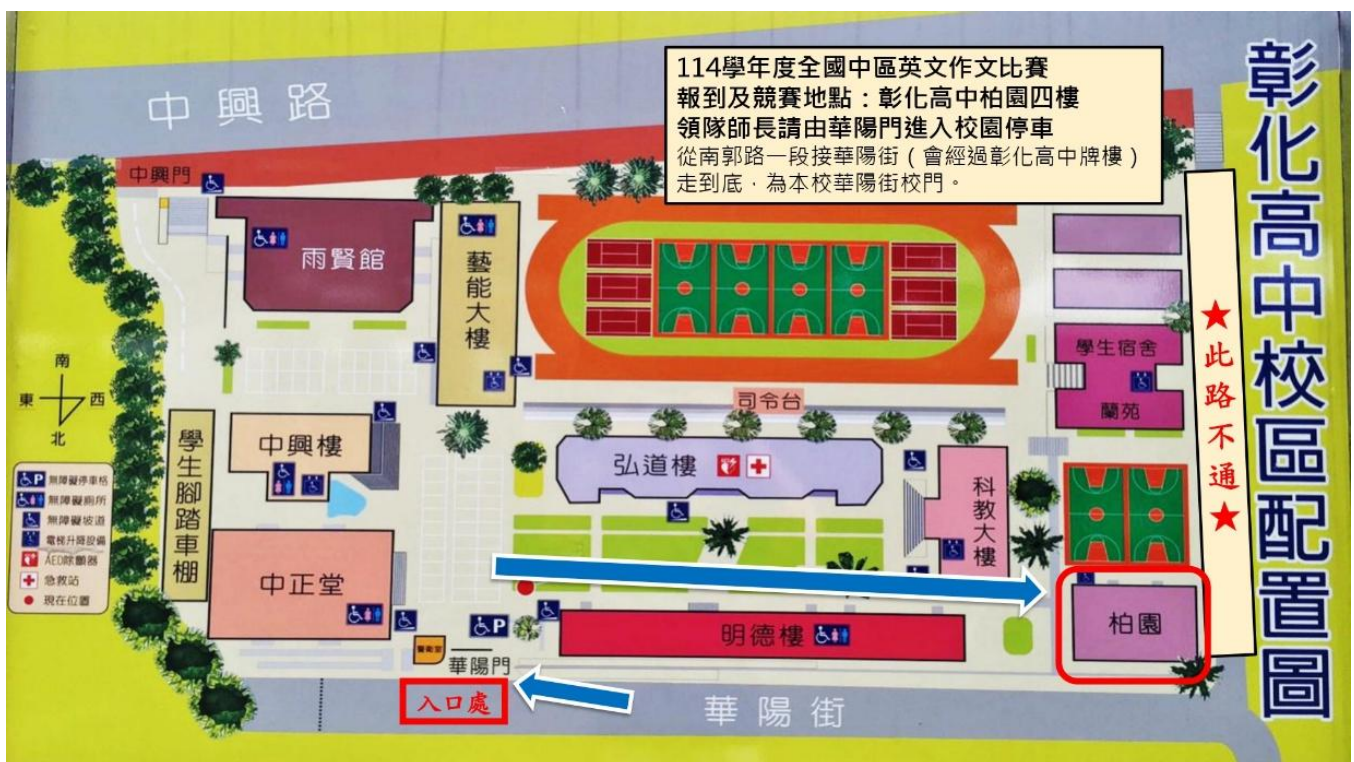 彰化高中校區配置圖
114學年度全國中區英文作文比賽
報到及競賽地點：彰化高中柏園四樓
領隊師長請由華陽門進入校園停車
從南郭路一段接華陽街（會經過彰化高中牌樓）
走到底，為本校華陽街校門。
中興路
中興門
雨賢館
藝能大樓
★此路不通★
學生宿舍
蘭苑
司令台
南
東
西
北
學生腳踏車棚
中興樓
弘道樓
科教大樓
P 無障礙停車格
無障礙廁所
無障礙坡道
電梯升降設備
AED除顫器
急救站
現在位置
中正堂
柏園
明德樓
P
警衛室
華陽門
入口處
華陽街